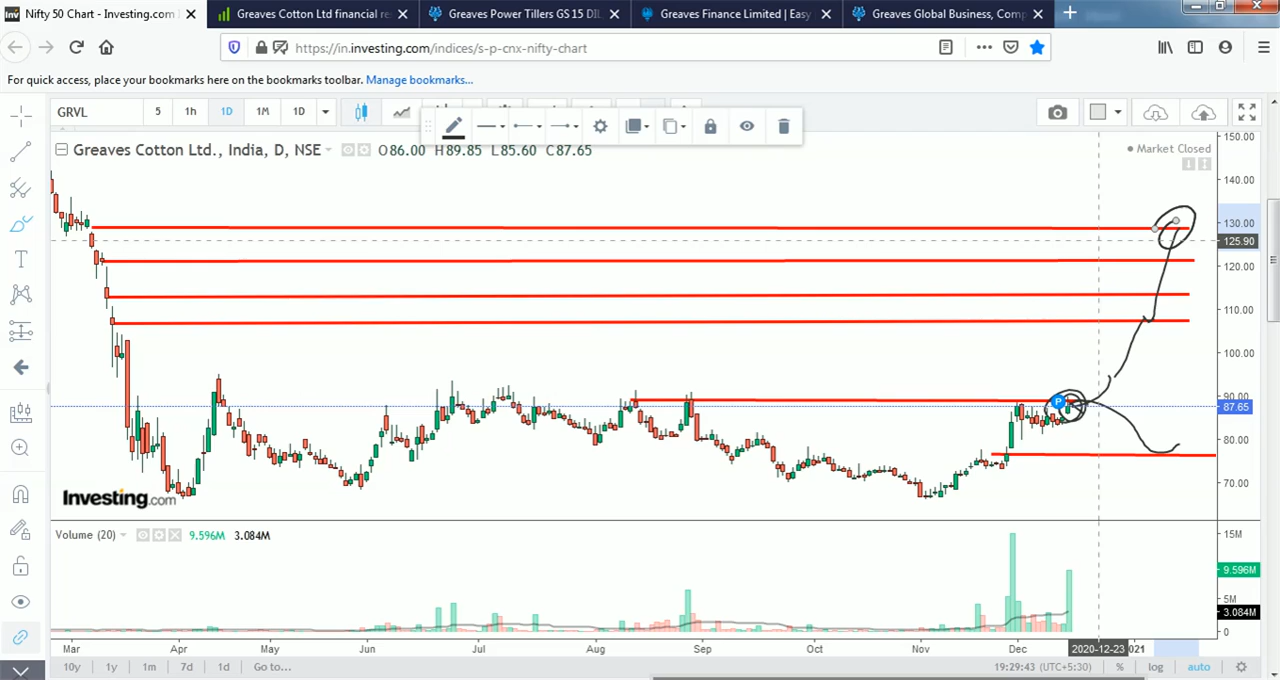 Nifty 50 Chart - Investing.com
Greaves Cotton Ltd financial re
Greaves Power Tillers GS 15 DIL
Greaves Finance Limited | Easy
Greaves Global Business, Comp
https://in.investing.com/indices/s-p-cnx-nifty-chart
For quick access, place your bookmarks here on the bookmarks toolbar. Manage bookmarks...
GRVL 5 1h 1D 1M 1D
Greaves Cotton Ltd., India, D, NSE O86.00 H89.85 L85.60 C87.65
Market Closed
150.00
140.00
130.00
125.90
120.00
110.00
100.00
90.00
P
87.65
80.00
70.00
Investing.com
Volume (20) 9.596M 3.084M
15M
9.596M
5M
3.084M
0
Mar Apr May Jun Jul Aug Sep Oct Nov Dec 2020-12-23 021
10y 1y 1m 7d 1d Go to... 19:29:43 (UTC+5:30) % log auto